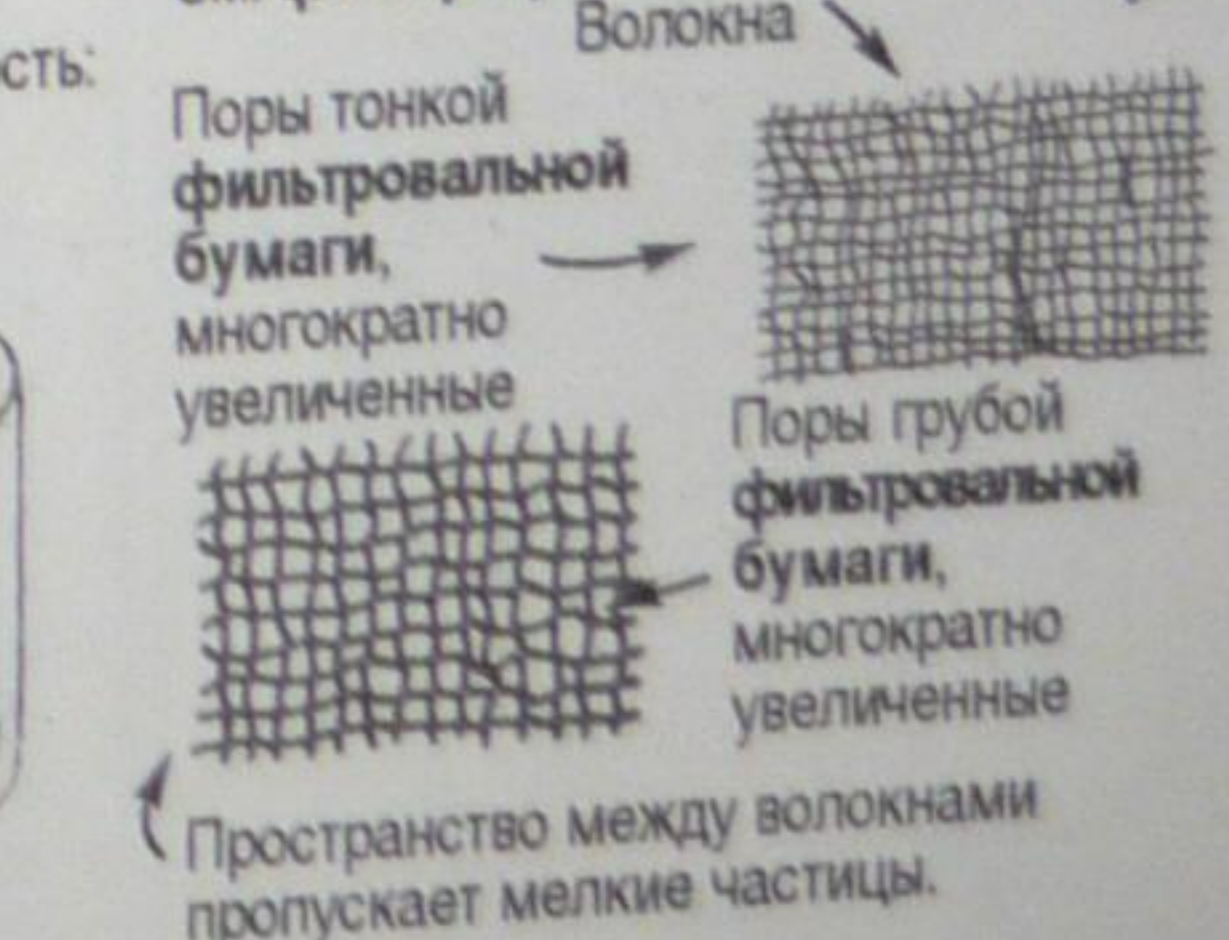 Волокна
сть:
Поры тонкой
фильтровальной
бумаги,
многократно
увеличенные
Поры грубой
фильтровальной
бумаги,
многократно
увеличенные
Пространство между волокнами
пропускает мелкие частицы.